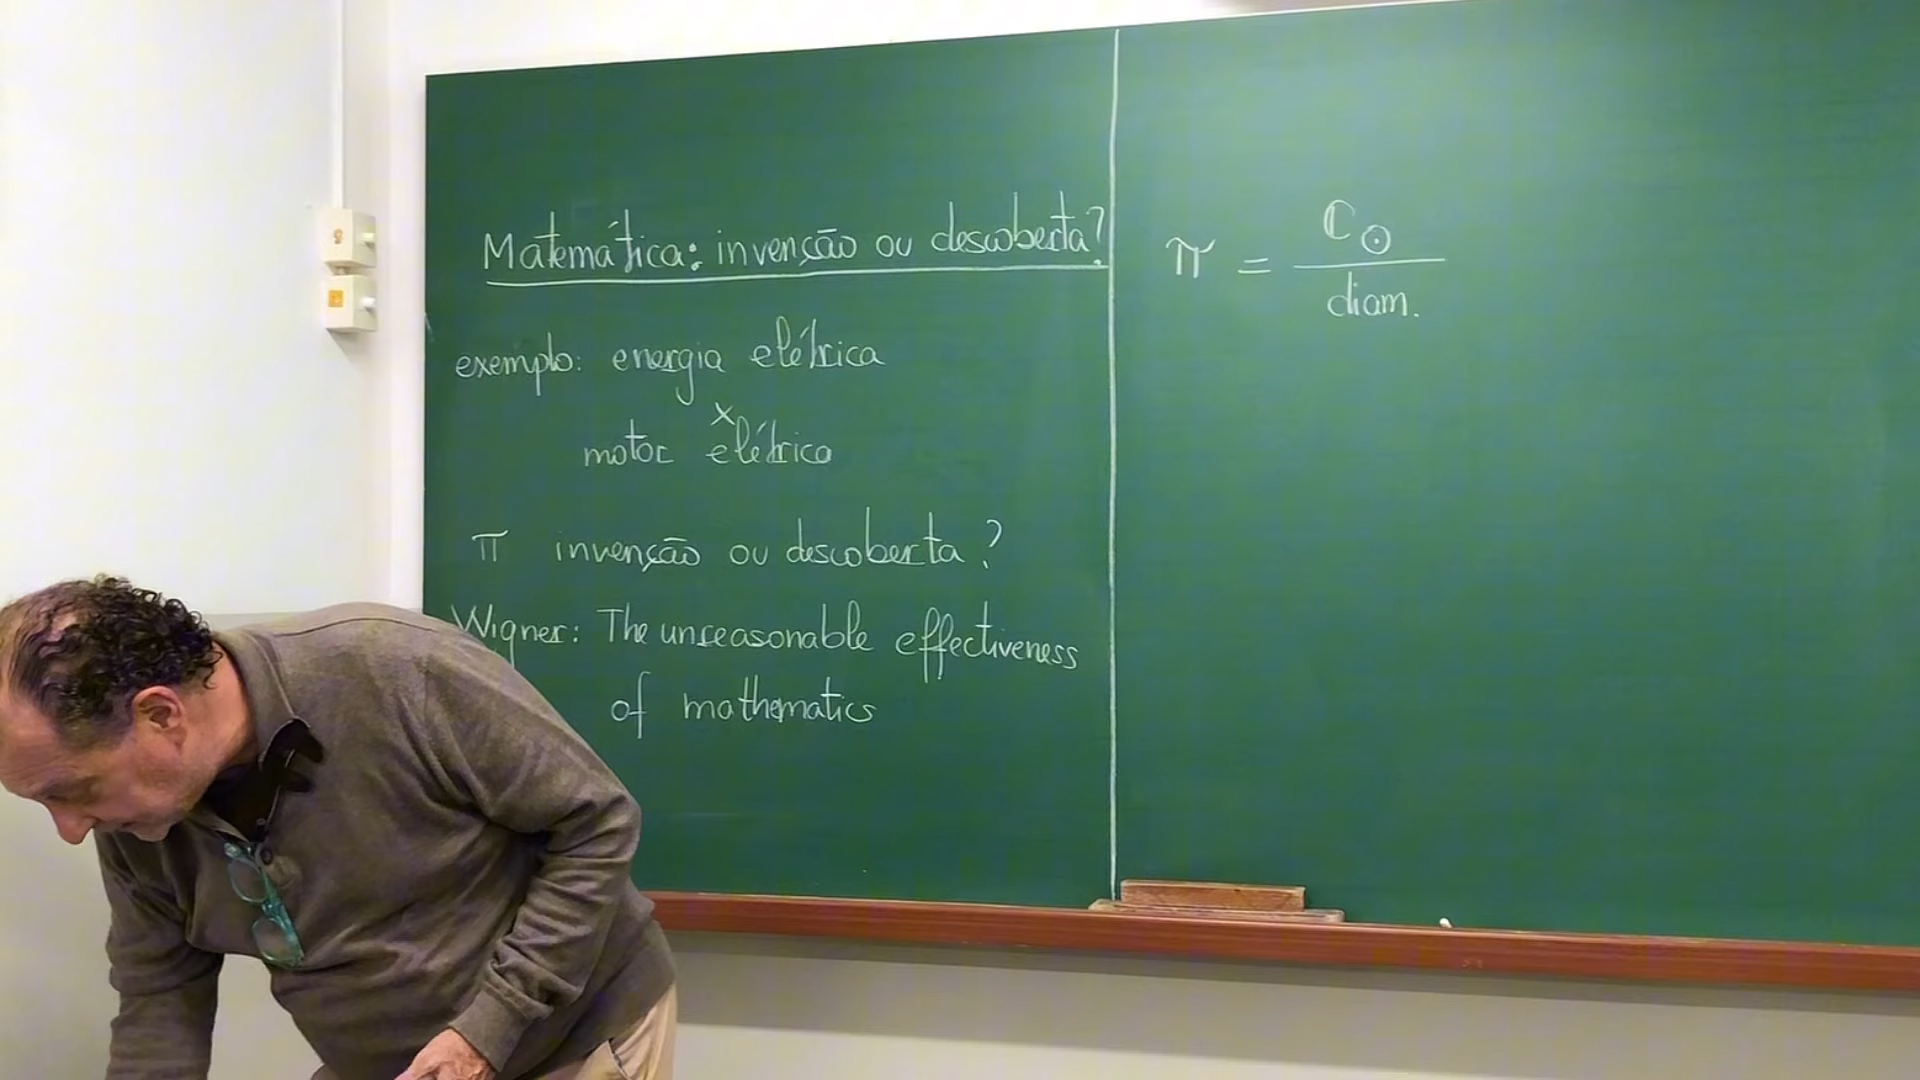 Matemática: invenção ou descoberta?
exemplo: energia elétrica
x
motor elétrico
π invenção ou descoberta?
Wigner: The unreasonable effectiveness
of mathematics
π = C⊙
diam.